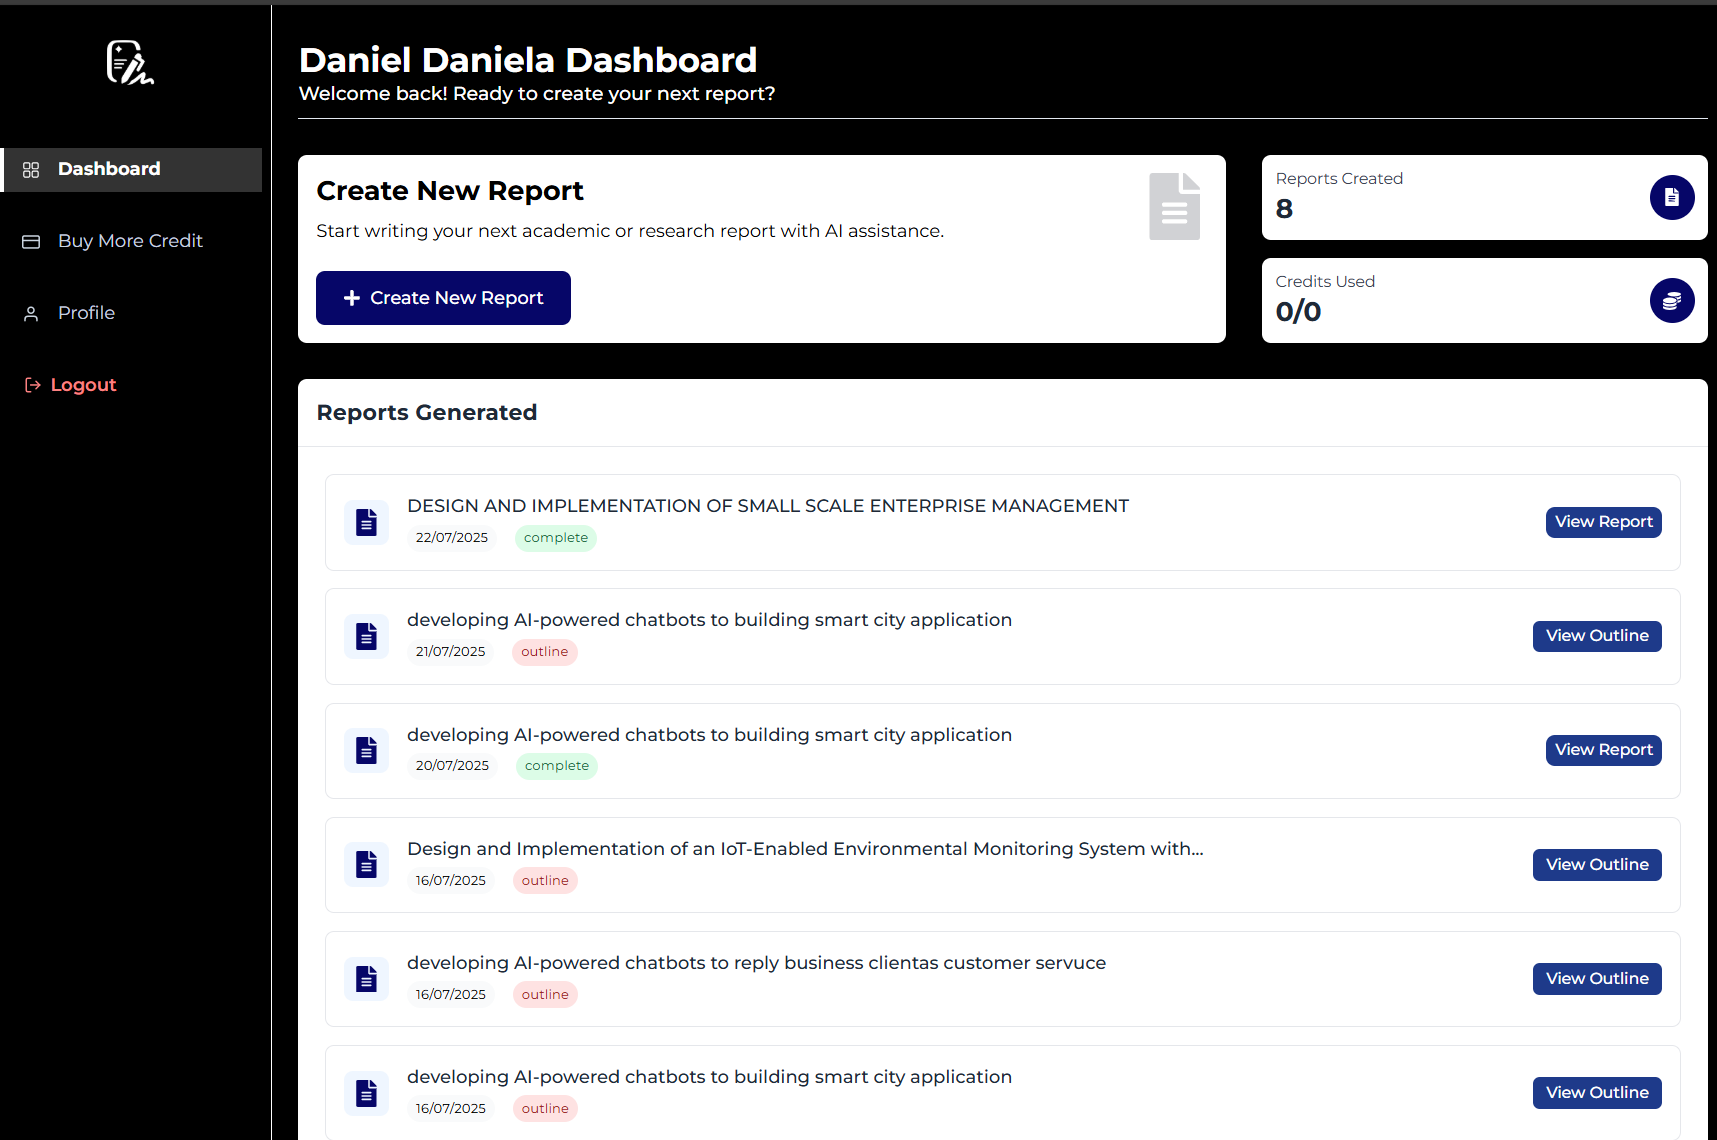 Daniel Daniela Dashboard
Welcome back! Ready to create your next report?
Dashboard
Buy More Credit
Profile
Logout
Create New Report
Start writing your next academic or research report with AI assistance.
Create New Report
Reports Created
8
Credits Used
0/0
Reports Generated
DESIGN AND IMPLEMENTATION OF SMALL SCALE ENTERPRISE MANAGEMENT
22/07/2025 complete
View Report
developing AI-powered chatbots to building smart city application
21/07/2025 outline
View Outline
developing AI-powered chatbots to building smart city application
20/07/2025 complete
View Report
Design and Implementation of an IoT-Enabled Environmental Monitoring System with...
16/07/2025 outline
View Outline
developing AI-powered chatbots to reply business clientas customer servuce
16/07/2025 outline
View Outline
developing AI-powered chatbots to building smart city application
16/07/2025 outline
View Outline